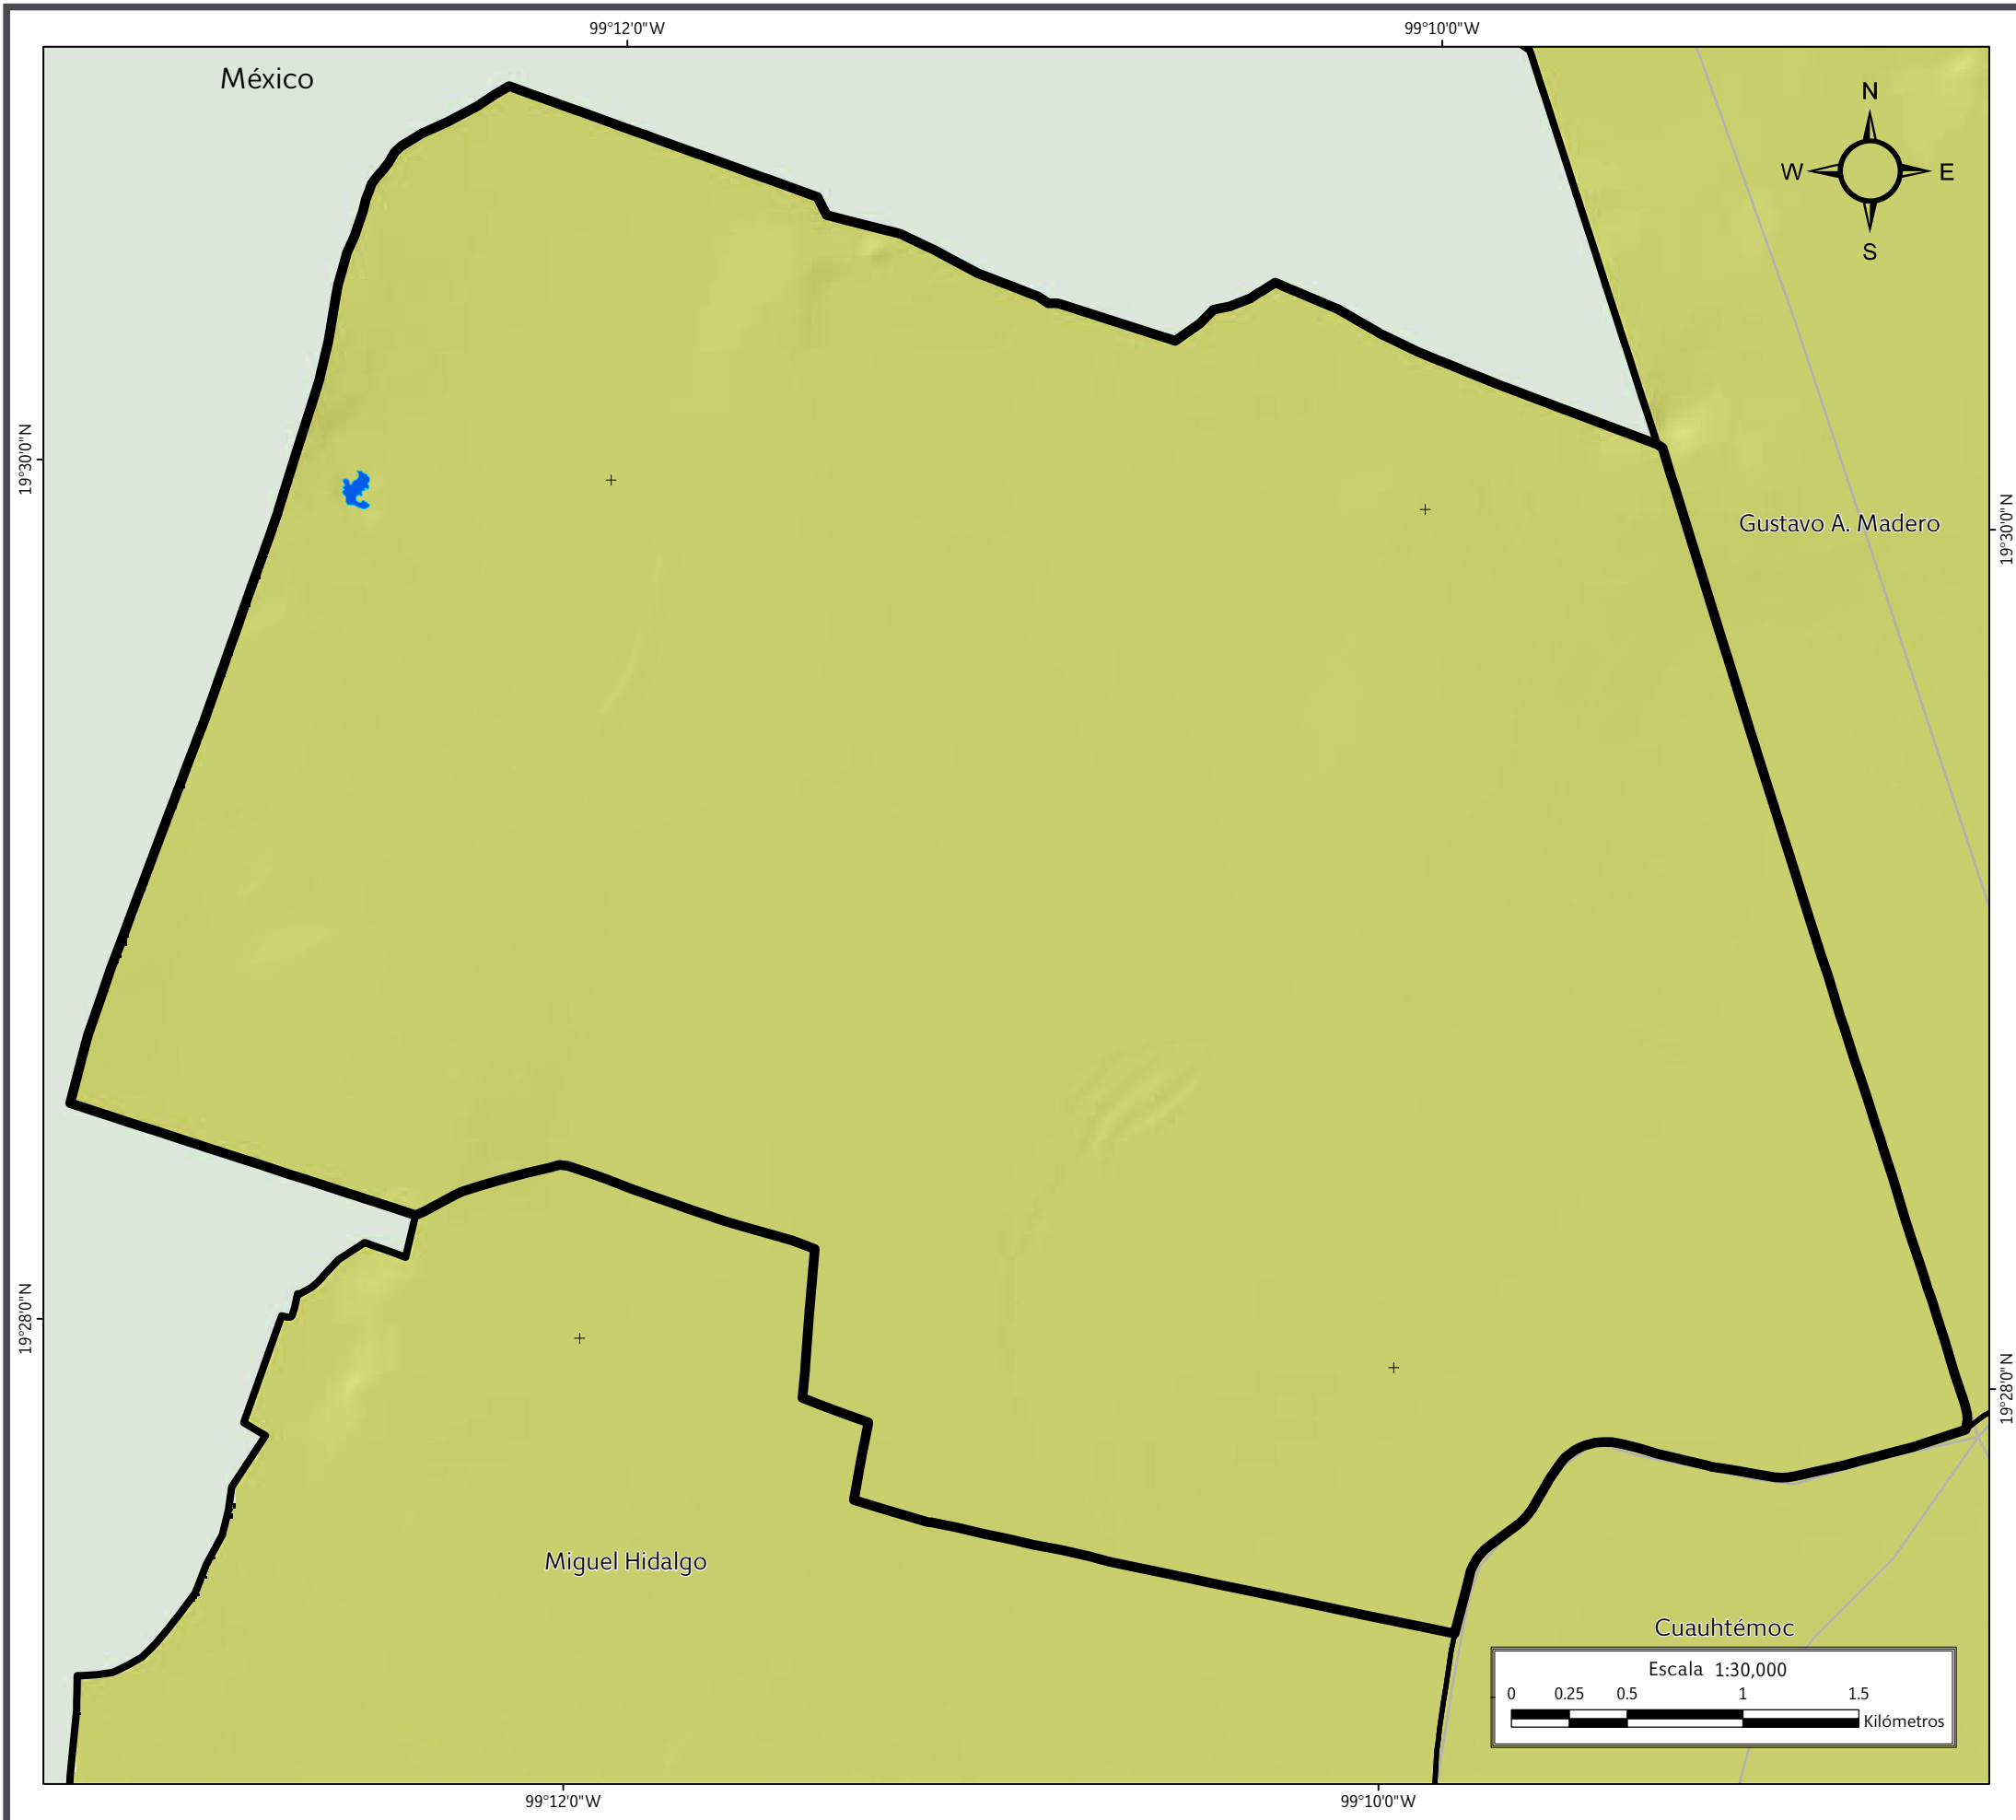 99°12'0"W
99°10'0"W
México
N
W
E
S
19°30'0"N
Gustavo A. Madero
19°30'0"N
19°28'0"N
19°28'0"N
Miguel Hidalgo
Cuauhtémoc
Escala 1:30,000
0 0.25 0.5 1 1.5
Kilómetros
99°12'0"W
99°10'0"W